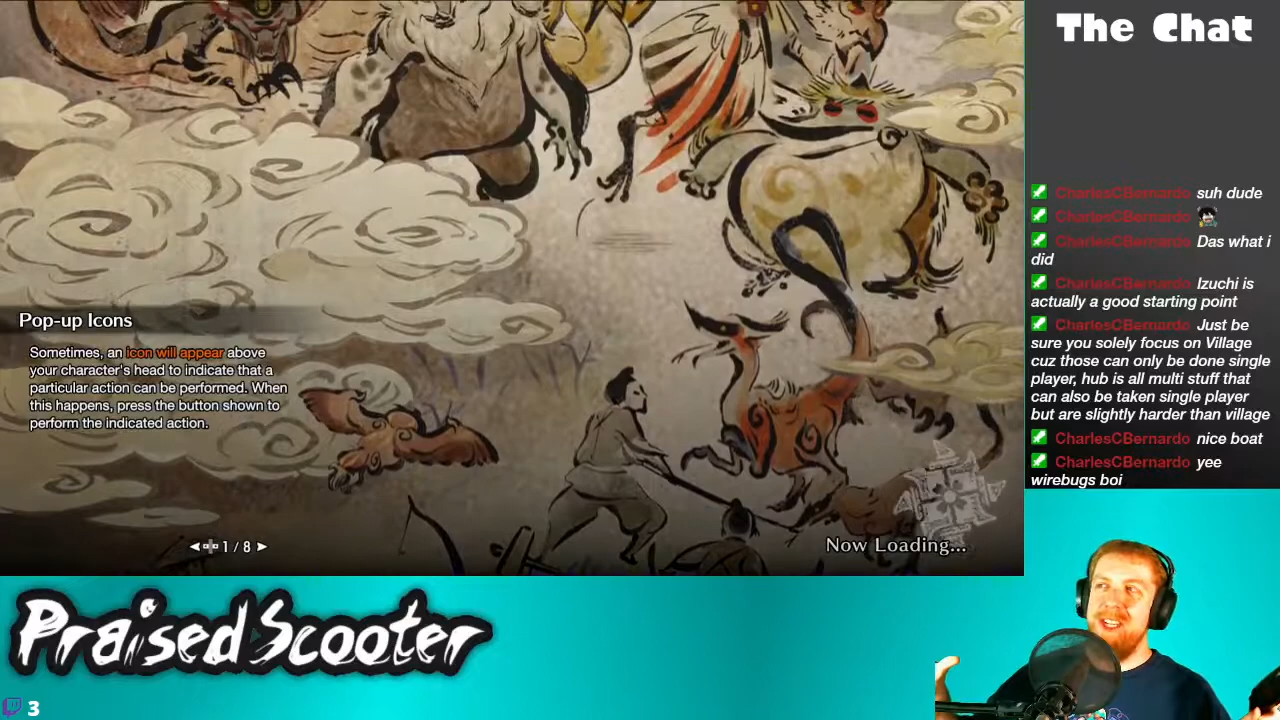 The Chat
CharlesCBernardo suh dude
CharlesCBernardo
CharlesCBernardo Das what i
did
CharlesCBernardo Izuchi is
actually a good starting point
CharlesCBernardo Just be
sure you solely focus on Village
cuz those can only be done single
player, hub is all multi stuff that
can also be taken single player
but are slightly harder than village
CharlesCBernardo nice boat
CharlesCBernardo yee
wirebugs boi
Pop-up Icons
Sometimes, an icon will appear above
your character's head to indicate that a
particular action can be performed. When
this happens, press the button shown to
perform the indicated action.
1 / 8
Now Loading...
Praised Scooter
3